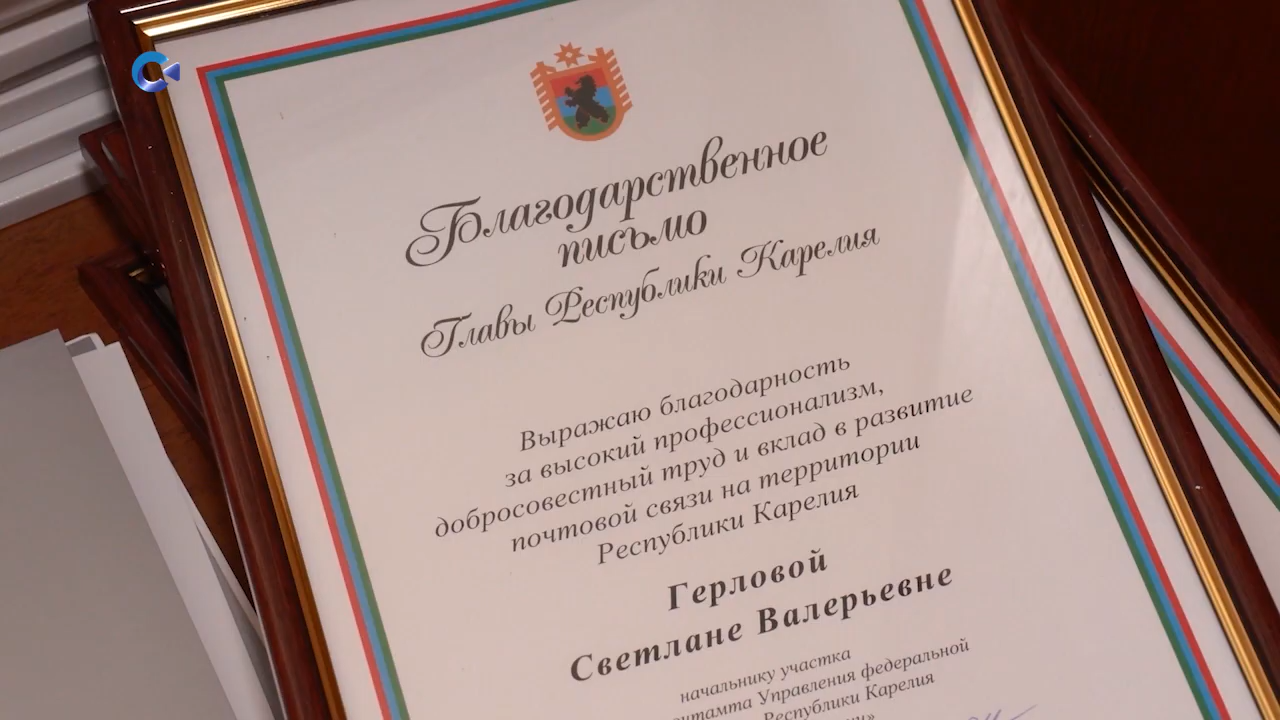 Благодарственное
письмо
Главы Республики Карелия
Выражаю благодарность
за высокий профессионализм,
добросовестный труд и вклад в развитие
почтовой связи на территории
Республики Карелия
Герловой
Светлане Валерьевне
начальнику участка
Управления федеральной
Республики Карелия